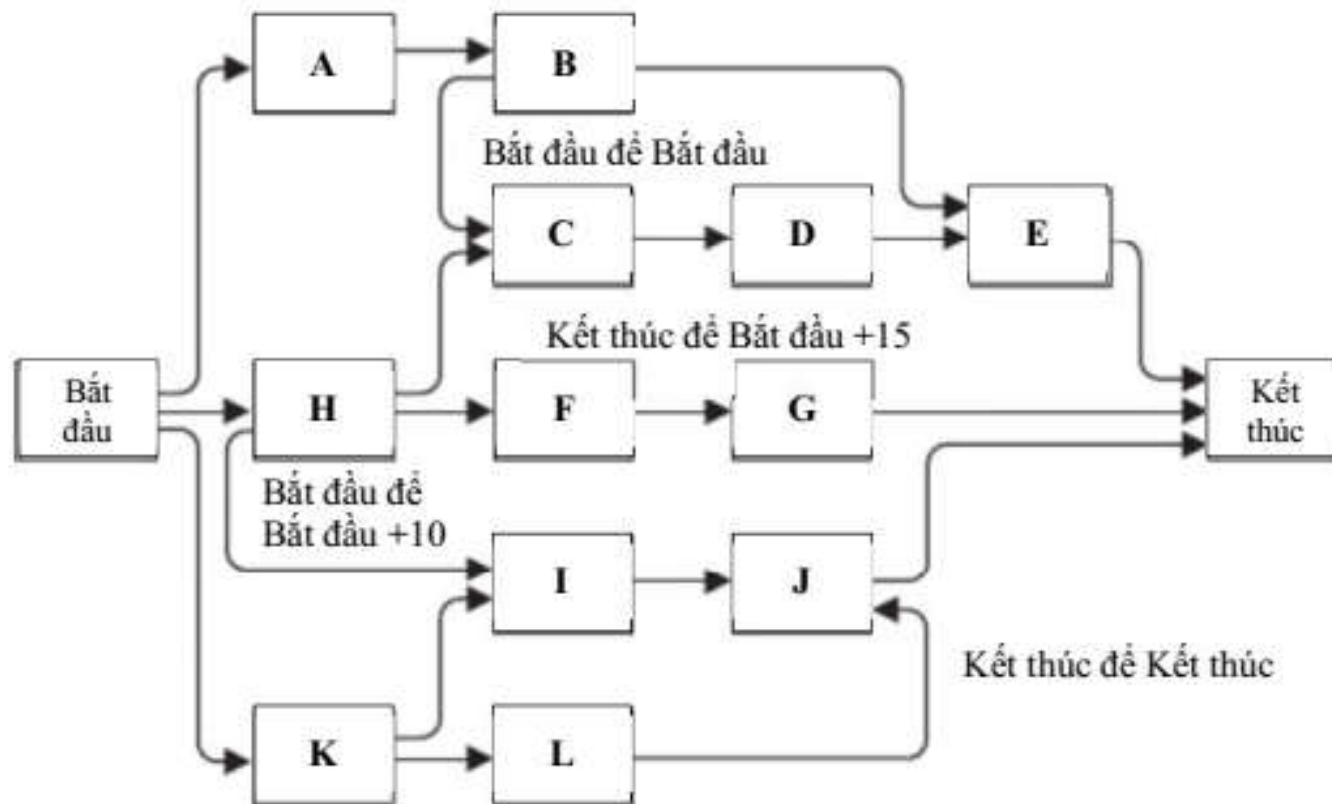 A
B
Bắt đầu để Bắt đầu
C
D
E
Kết thúc để Bắt đầu +15
Bắt
đầu
H
F
G
Kết
thúc
Bắt đầu để
Bắt đầu +10
I
J
Kết thúc để Kết thúc
K
L